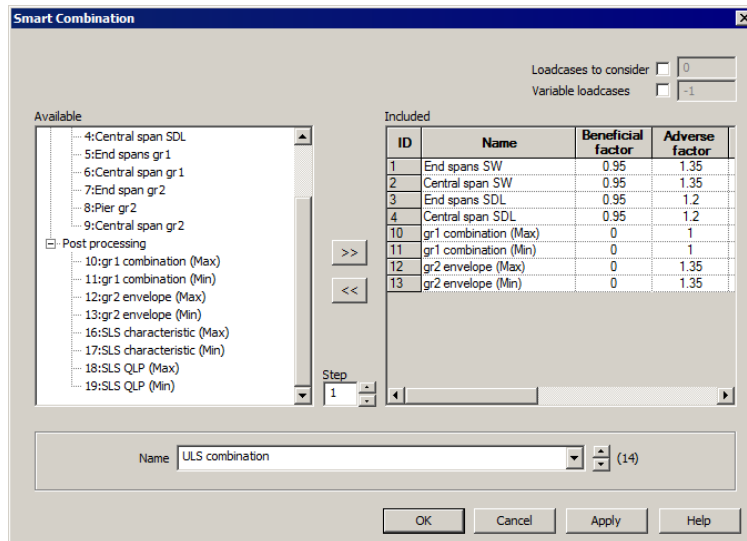 Smart Combination
Loadcases to consider 0
Variable loadcases -1
Available
4:Central span SDL
5:End spans gr1
6:Central span gr1
7:End span gr2
8:Pier gr2
9:Central span gr2
Post processing
10:gr1 combination (Max)
11:gr1 combination (Min)
12:gr2 envelope (Max)
13:gr2 envelope (Min)
16:SLS characteristic (Max)
17:SLS characteristic (Min)
18:SLS QLP (Max)
19:SLS QLP (Min)
>>
<<
Step
1
Included
ID Name Beneficial factor Adverse factor
1 End spans SW 0.95 1.35
2 Central span SW 0.95 1.35
3 End spans SDL 0.95 1.2
4 Central span SDL 0.95 1.2
10 gr1 combination (Max) 0 1
11 gr1 combination (Min) 0 1
12 gr2 envelope (Max) 0 1.35
13 gr2 envelope (Min) 0 1.35
Name ULS combination (14)
OK Cancel Apply Help